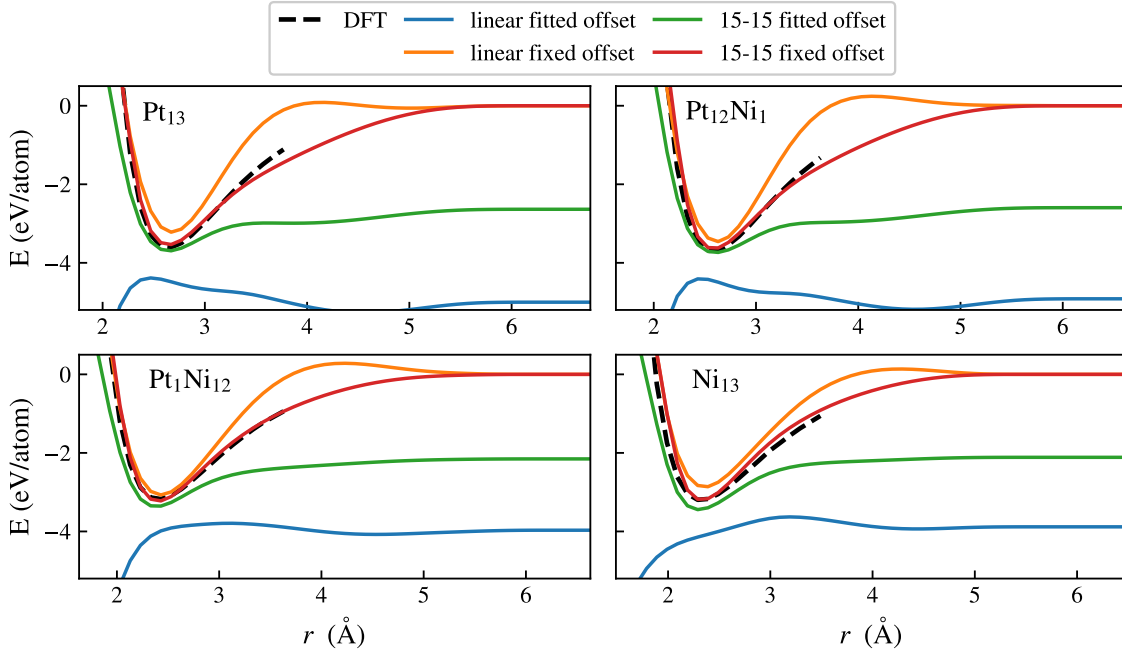 DFT
linear fitted offset
15-15 fitted offset
linear fixed offset
15-15 fixed offset
E (eV/atom)
0
−2
−4
Pt₁₃
2 3 4 5 6
Pt₁₂Ni₁
2 3 4 5 6
E (eV/atom)
0
−2
−4
Pt₁Ni₁₂
2 3 4 5 6
r (Å)
Ni₁₃
2 3 4 5 6
r (Å)